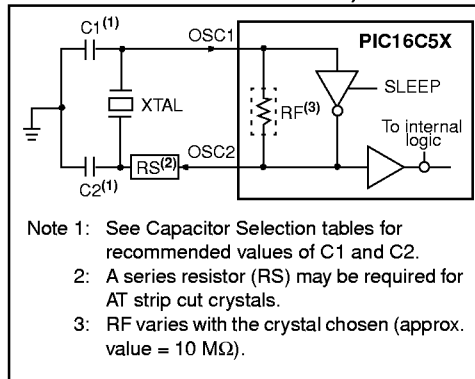 C1(1)
OSC1
PIC16C5X
XTAL
RF(3)
SLEEP
To internal
logic
OSC2
RS(2)
C2(1)
Note 1: See Capacitor Selection tables for
recommended values of C1 and C2.
2: A series resistor (RS) may be required for
AT strip cut crystals.
3: RF varies with the crystal chosen (approx.
value = 10 MΩ).